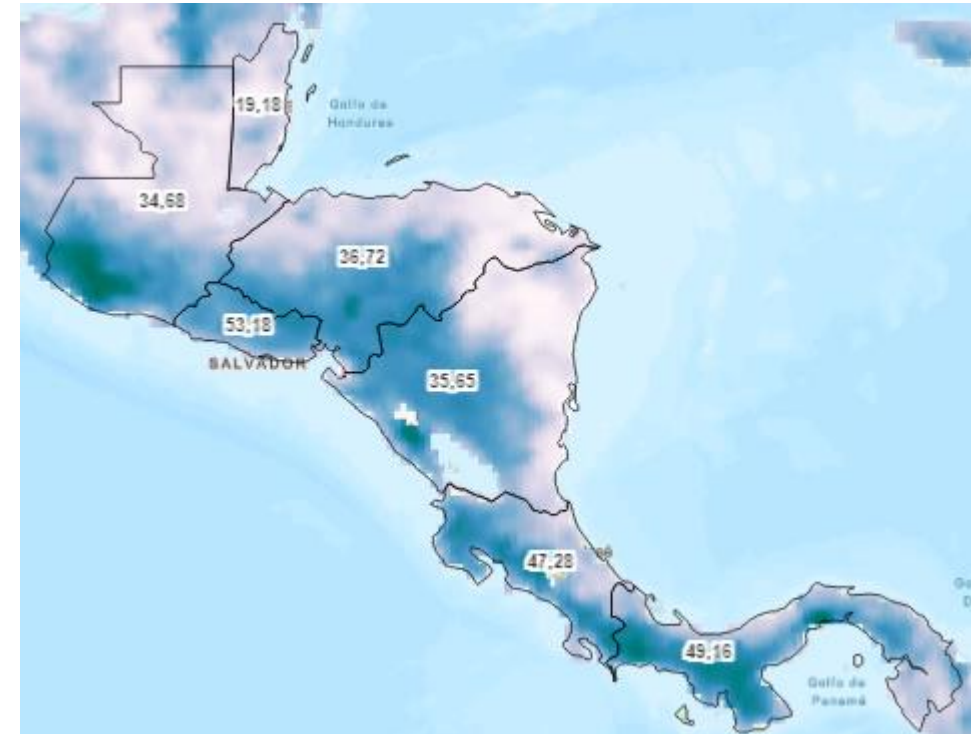 19,18
Golfo de
Honduras
34,68
36,72
53,18
SALVADOR
35,65
47,28
49,16
Golfo de
Panamá